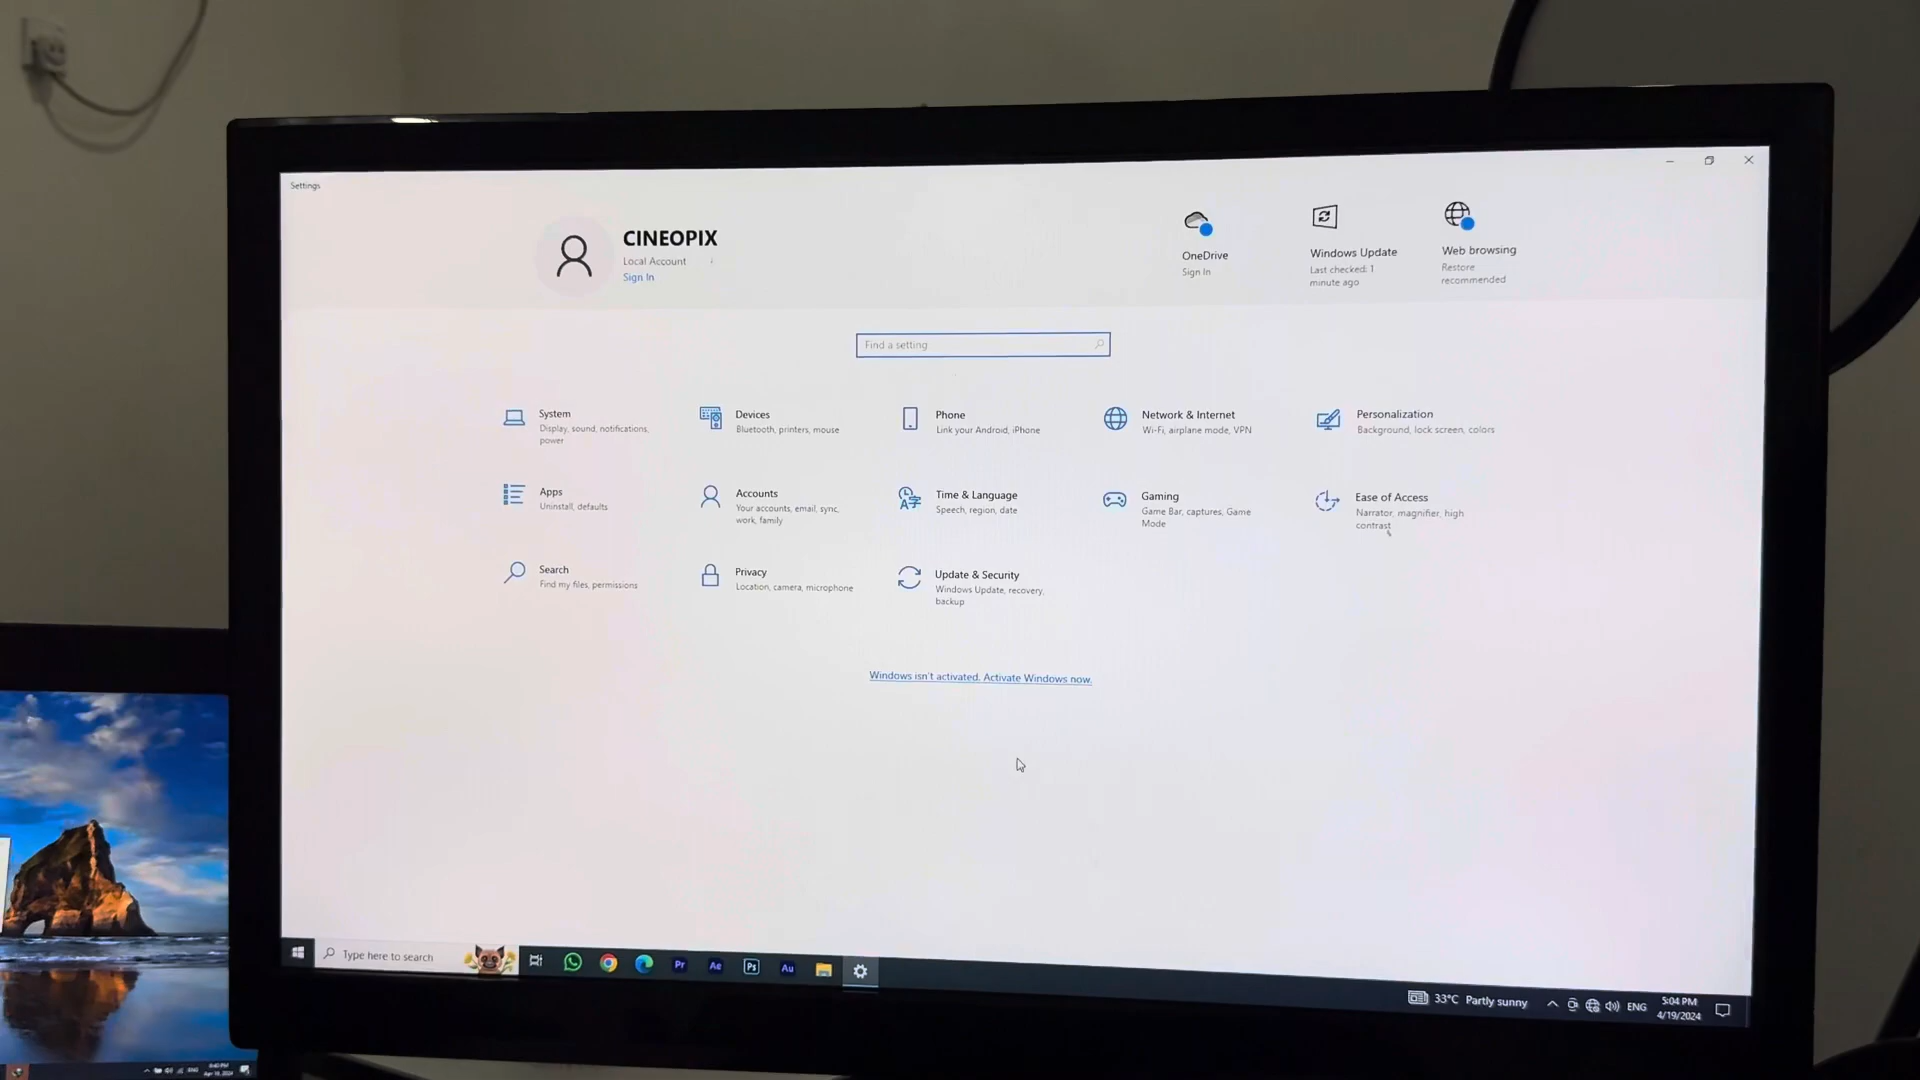 Settings
CINEOPIX
Local Account
Sign In
OneDrive
Sign In
Windows Update
Last checked: 1
minute ago
Web browsing
Restore
recommended
Find a setting
System
Display, sound, notifications,
power
Devices
Bluetooth, printers, mouse
Phone
Link your Android, iPhone
Network & Internet
Wi-Fi, airplane mode, VPN
Personalization
Background, lock screen, colors
Apps
Uninstall, defaults
Accounts
Your accounts, email, sync,
work, family
Time & Language
Speech, region, date
Gaming
Game Bar, captures, Game
Mode
Ease of Access
Narrator, magnifier, high
contrast
Search
Find my files, permissions
Privacy
Location, camera, microphone
Update & Security
Windows Update, recovery,
backup
Windows isn't activated. Activate Windows now.
Type here to search
Pr
Ae
Ps
Au
33°C Partly sunny
ENG
5:04 PM
4/19/2024